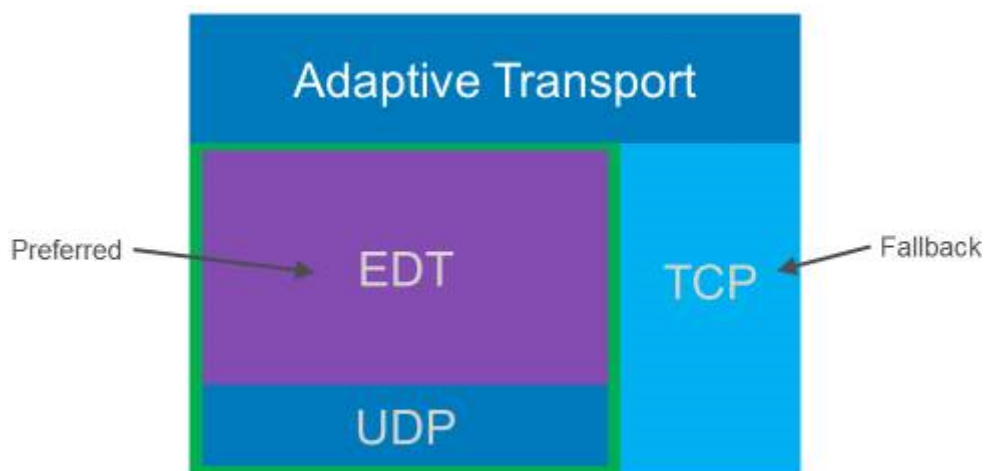 Adaptive Transport
Preferred
EDT
TCP
Fallback
UDP